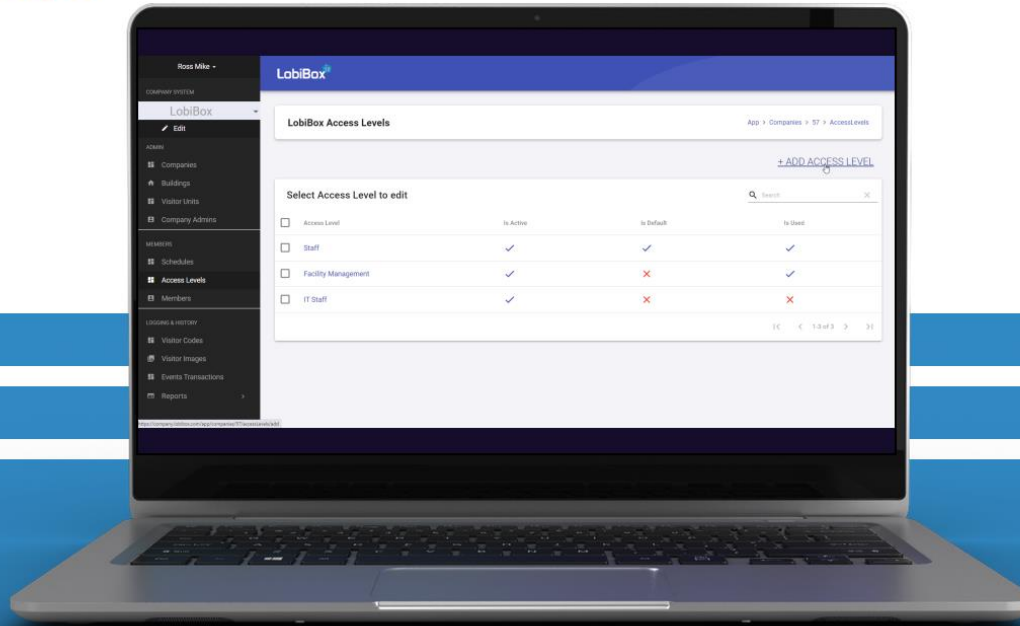 Ross Mike
LobiBox
COMPANY SYSTEM
LobiBox
Edit
LobiBox Access Levels
App > Companies > 57 > AccessLevels
ADMIN
Companies
Buildings
Visitor Units
Company Admins
+ ADD ACCESS LEVEL
Select Access Level to edit
Search
Access Level Is Active Is Default Is Used
Staff
Facility Management
IT Staff
1-3 of 3
MEMBERS
Schedules
Access Levels
Members
LOGGING & HISTORY
Visitor Codes
Visitor Images
Events Transactions
Reports